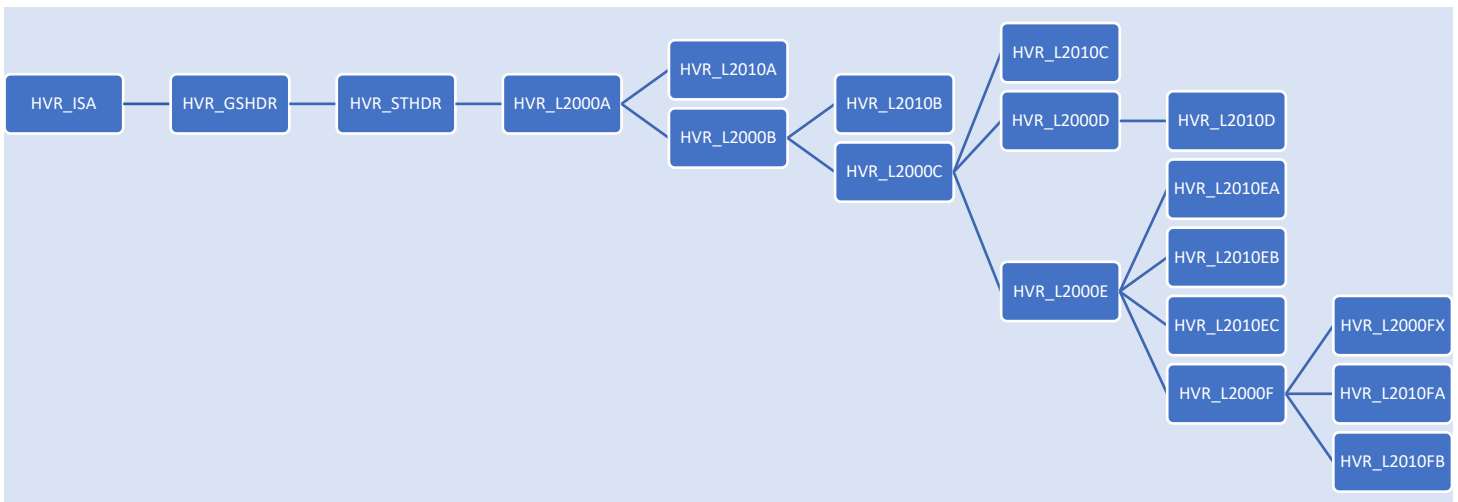 HVR_ISA
HVR_GSHDR
HVR_STHDR
HVR_L2000A
HVR_L2010A
HVR_L2000B
HVR_L2010B
HVR_L2000C
HVR_L2010C
HVR_L2000D
HVR_L2010D
HVR_L2000E
HVR_L2010EA
HVR_L2010EB
HVR_L2010EC
HVR_L2000F
HVR_L2000FX
HVR_L2010FA
HVR_L2010FB